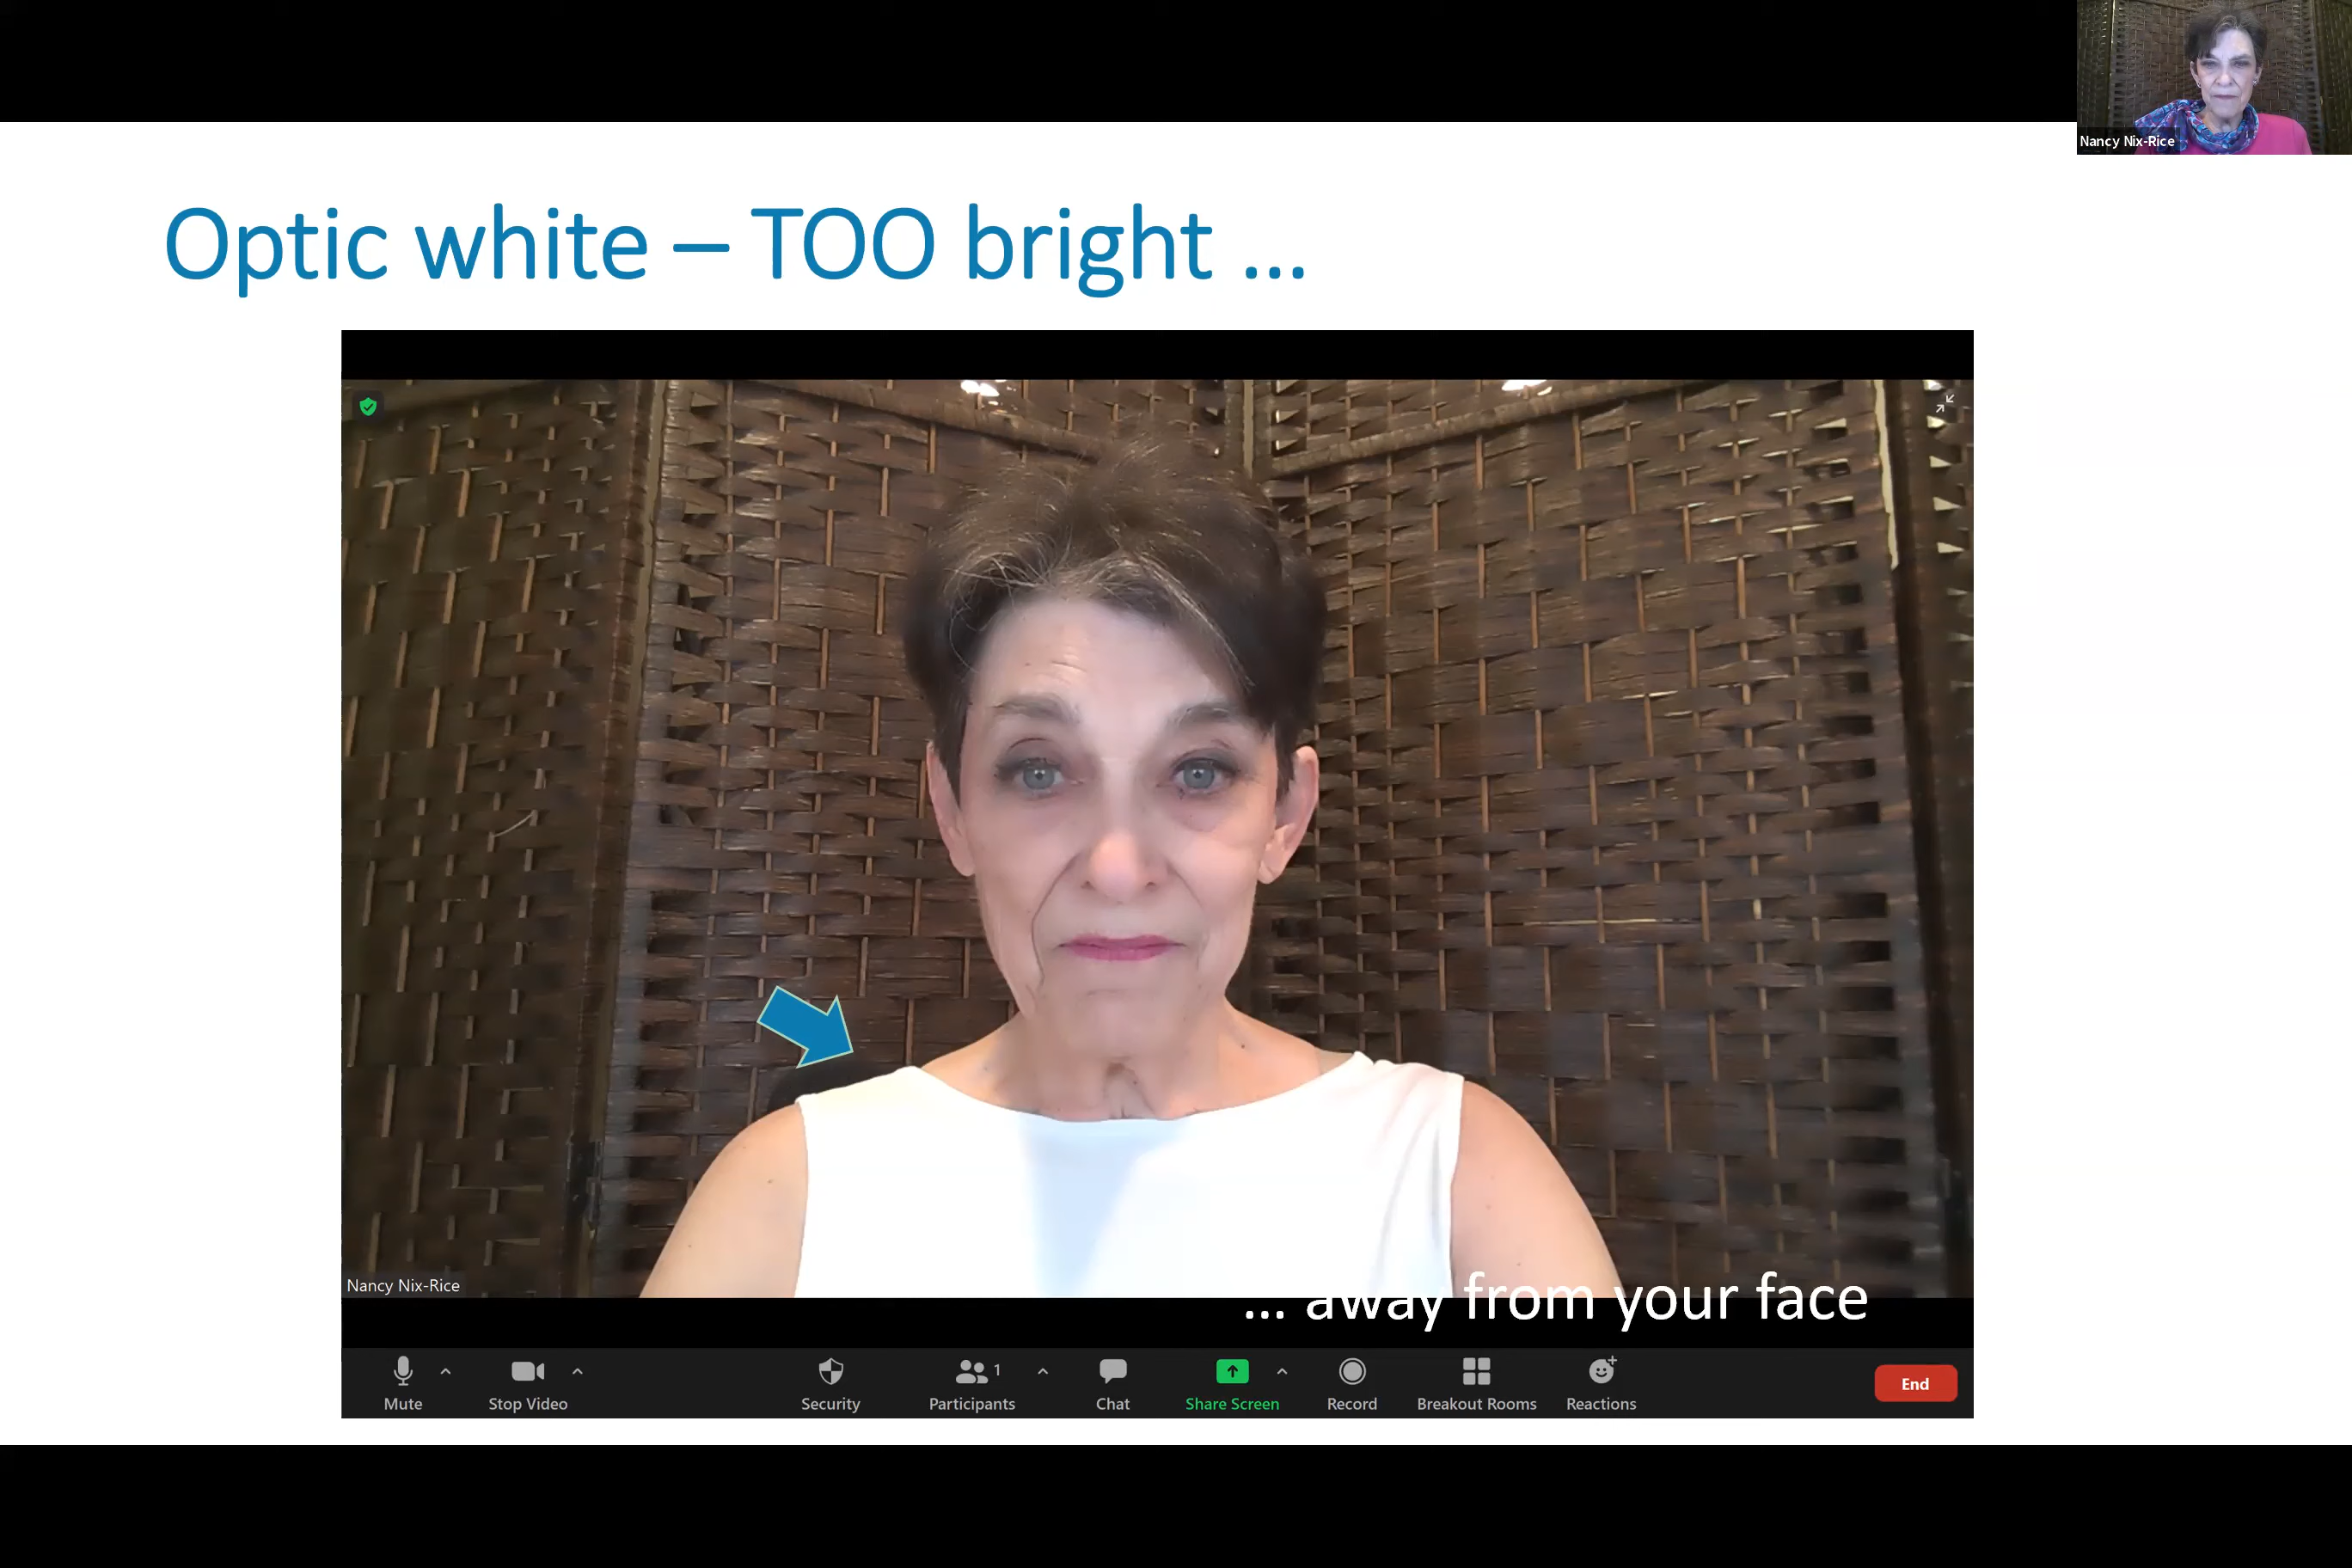 Nancy Nix-Rice
Optic white – TOO bright ...
Nancy Nix-Rice
... away from your face
Mute
Stop Video
Security
Participants 1
Chat
Share Screen
Record
Breakout Rooms
Reactions
End